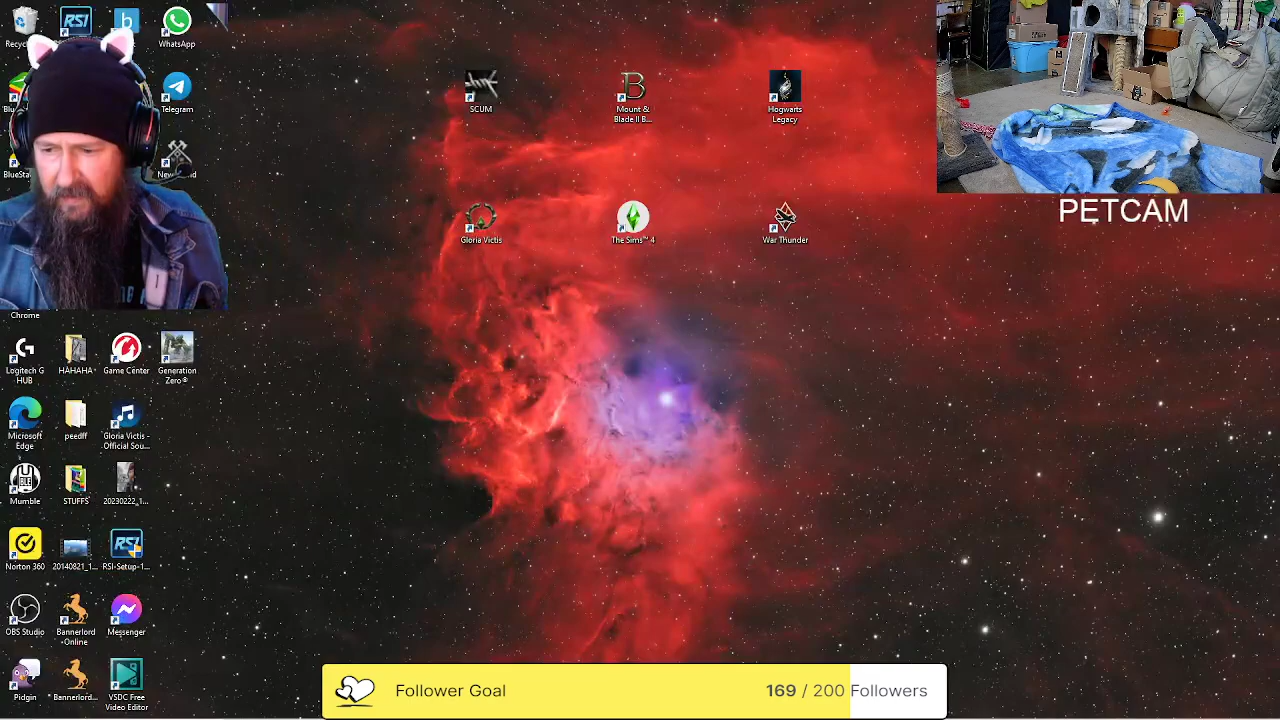 RSI
b
WhatsApp
Telegram
SCUM
B
Mount &
Blade II B...
Hogwarts
Legacy
PETCAM
Gloria Victis
The Sims™ 4
War Thunder
Chrome
Logitech G
HUB
HAHAHA
Game Center
Generation
Zero®
Microsoft
Edge
peedff
Gloria Victis -
Official Sou...
Mumble
STUFFS
20230222_1...
Norton 360
20140821_1...
RSI
RSI-Setup-1...
OBS Studio
Bannerlord
Online
Messenger
Pidgin
Bannerlord...
VSDC Free
Video Editor
Follower Goal
169 / 200 Followers